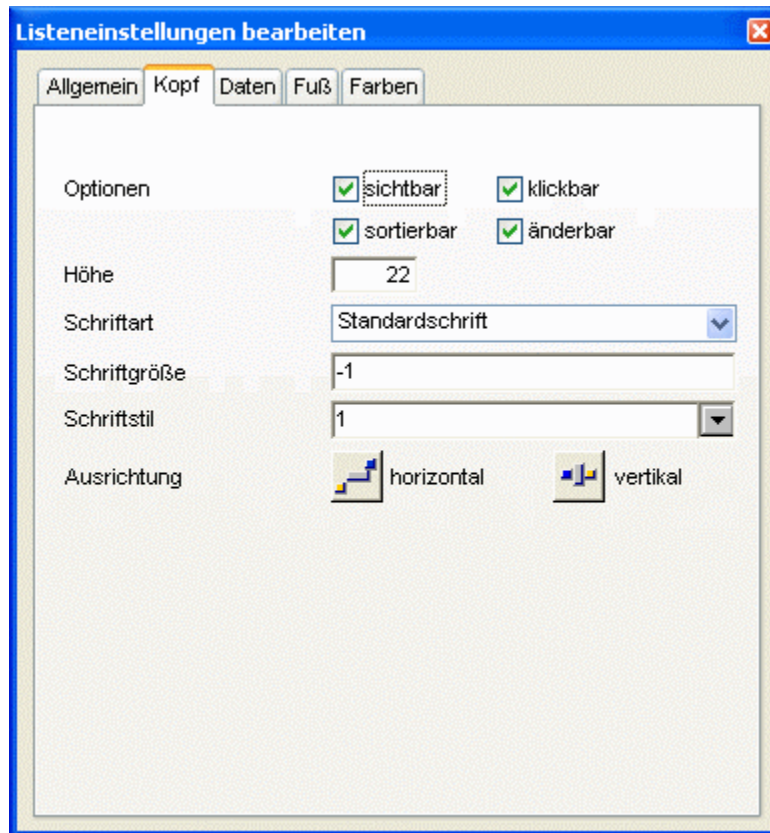 Listeneinstellungen bearbeiten
Allgemein Kopf Daten Fuß Farben
Optionen sichtbar klickbar
sortierbar änderbar
Höhe 22
Schriftart Standardschrift
Schriftgröße -1
Schriftstil 1
Ausrichtung horizontal vertikal